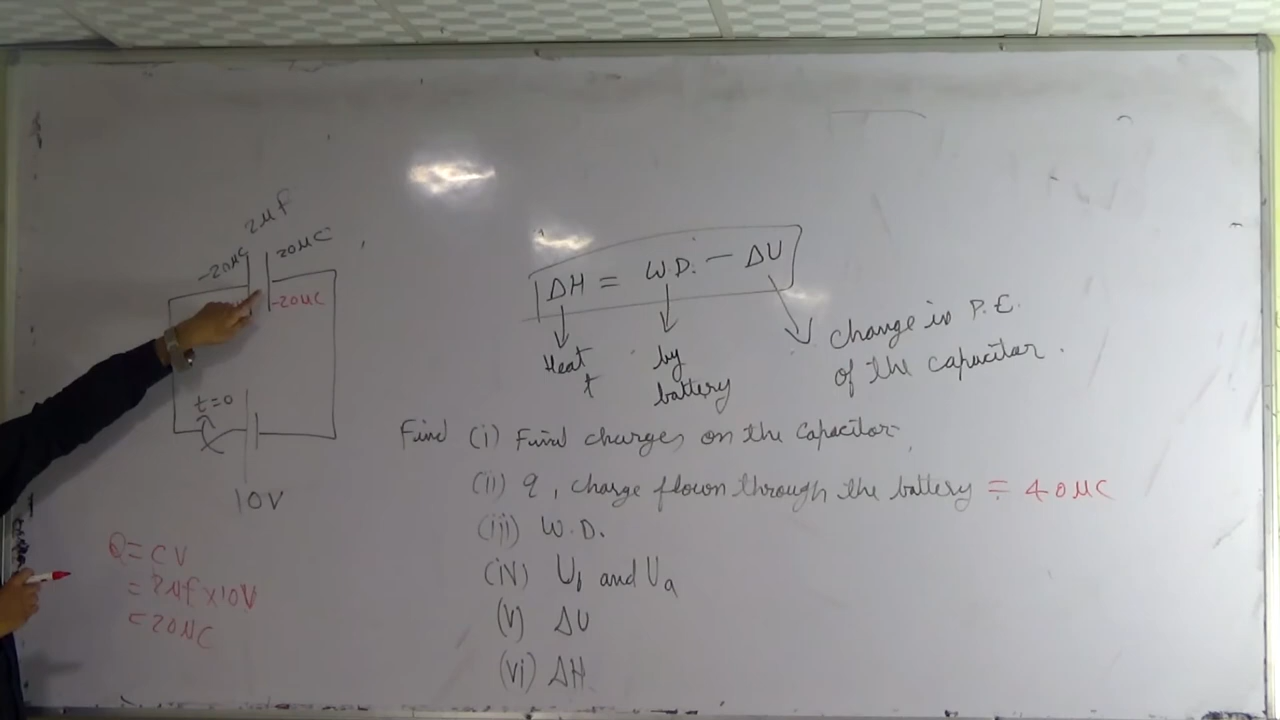 2μf
-20μC
20μC
-20μC
t=0
10V
Q=CV
= 2μf×10V
=20μC
ΔH = W.D. - ΔU
Heat
by
battery
change in P.E.
of the capacitor.
Find (i) Final charges on the capacitor
(ii) q, charge flown through the battery = 40μC
(iii) W.D.
(iv) Ui and Ua
(v) ΔU
(vi) ΔH